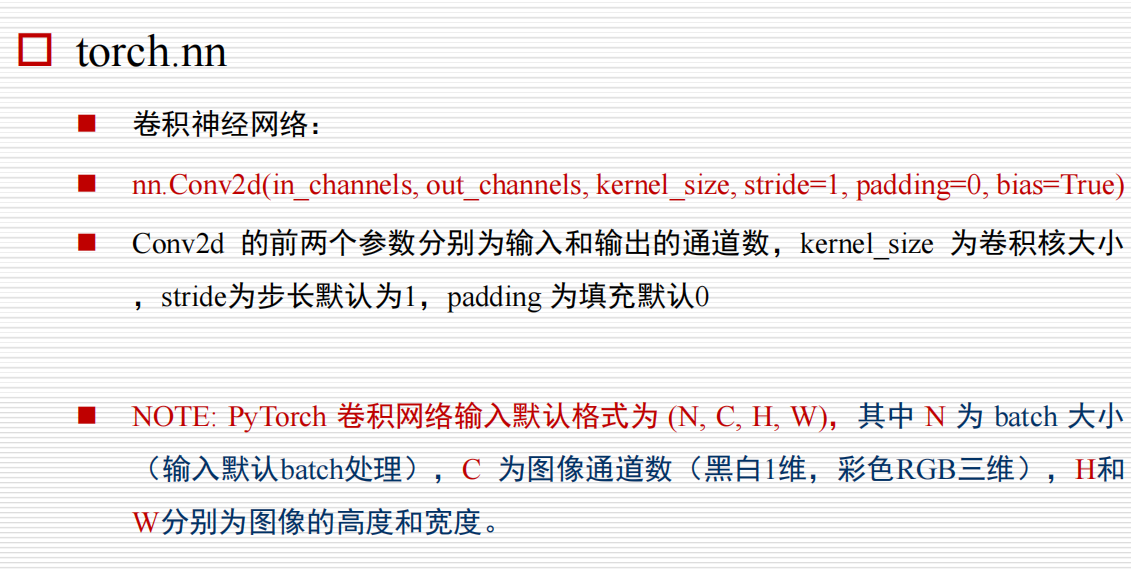 torch.nn
卷积神经网络：
nn.Conv2d(in_channels, out_channels, kernel_size, stride=1, padding=0, bias=True)
Conv2d 的前两个参数分别为输入和输出的通道数，kernel_size 为卷积核大小
，stride为步长默认为1，padding 为填充默认0
NOTE: PyTorch 卷积网络输入默认格式为 (N, C, H, W)，其中 N 为 batch 大小
（输入默认batch处理），C 为图像通道数（黑白1维，彩色RGB三维），H和
W分别为图像的高度和宽度。